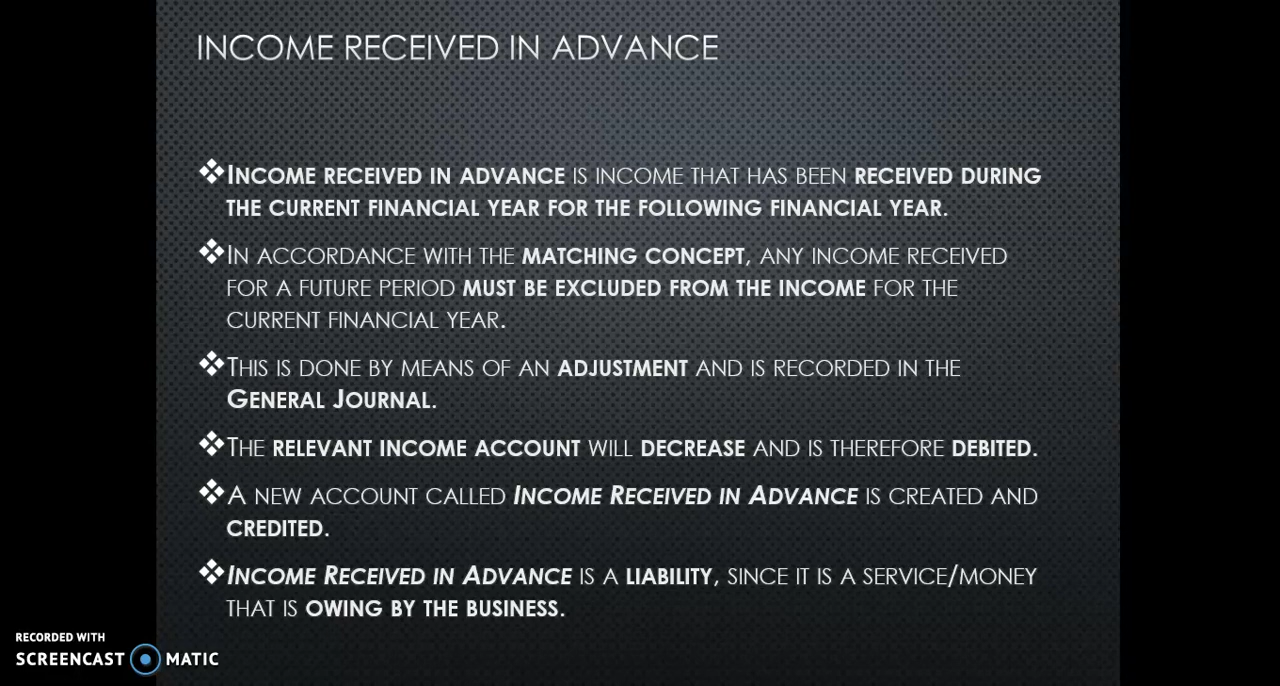 INCOME RECEIVED IN ADVANCE
❖INCOME RECEIVED IN ADVANCE IS INCOME THAT HAS BEEN RECEIVED DURING
THE CURRENT FINANCIAL YEAR FOR THE FOLLOWING FINANCIAL YEAR.
❖IN ACCORDANCE WITH THE MATCHING CONCEPT, ANY INCOME RECEIVED
FOR A FUTURE PERIOD MUST BE EXCLUDED FROM THE INCOME FOR THE
CURRENT FINANCIAL YEAR.
❖THIS IS DONE BY MEANS OF AN ADJUSTMENT AND IS RECORDED IN THE
GENERAL JOURNAL.
❖THE RELEVANT INCOME ACCOUNT WILL DECREASE AND IS THEREFORE DEBITED.
❖A NEW ACCOUNT CALLED INCOME RECEIVED IN ADVANCE IS CREATED AND
CREDITED.
❖INCOME RECEIVED IN ADVANCE IS A LIABILITY, SINCE IT IS A SERVICE/MONEY
THAT IS OWING BY THE BUSINESS.
RECORDED WITH
SCREENCAST MATIC